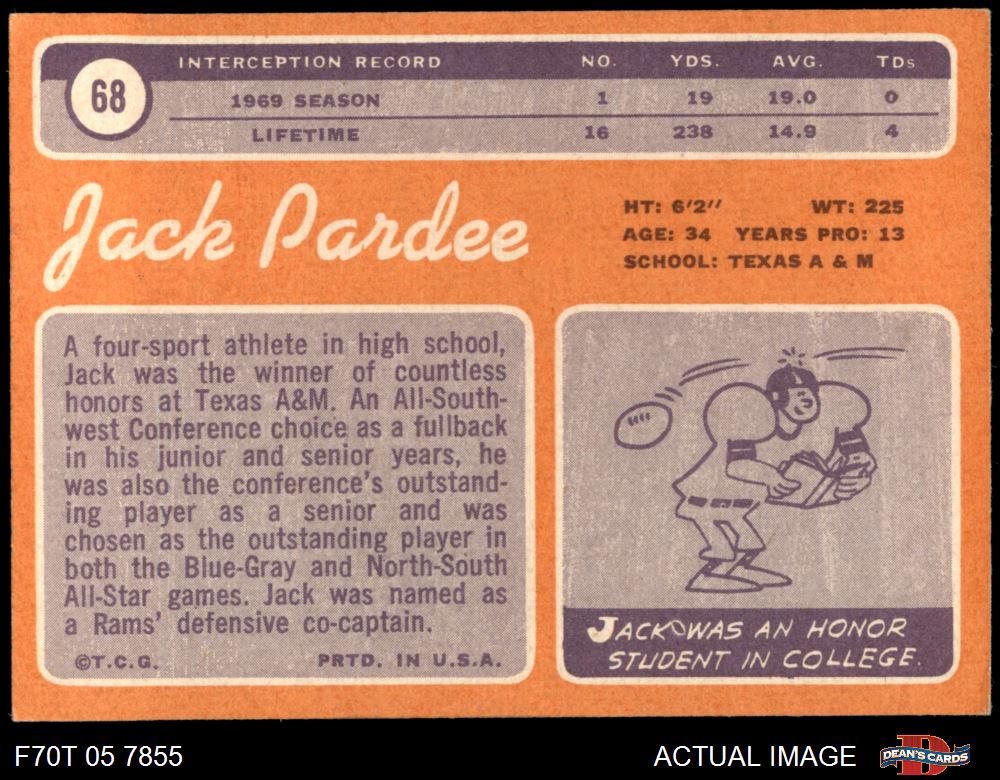 68
INTERCEPTION RECORD NO. YDS. AVG. TDs
1969 SEASON 1 19 19.0 0
LIFETIME 16 238 14.9 4
Jack Pardee
HT: 6'2" WT: 225
AGE: 34 YEARS PRO: 13
SCHOOL: TEXAS A & M
A four-sport athlete in high school,
Jack was the winner of countless
honors at Texas A&M. An All-South-
west Conference choice as a fullback
in his junior and senior years, he
was also the conference's outstand-
ing player as a senior and was
chosen as the outstanding player in
both the Blue-Gray and North-South
All-Star games. Jack was named as
a Rams' defensive co-captain.
©T.C.G. PRTD. IN U.S.A.
JACK WAS AN HONOR
STUDENT IN COLLEGE.
F70T 05 7855 ACTUAL IMAGE
D
DEAN'S CARDS